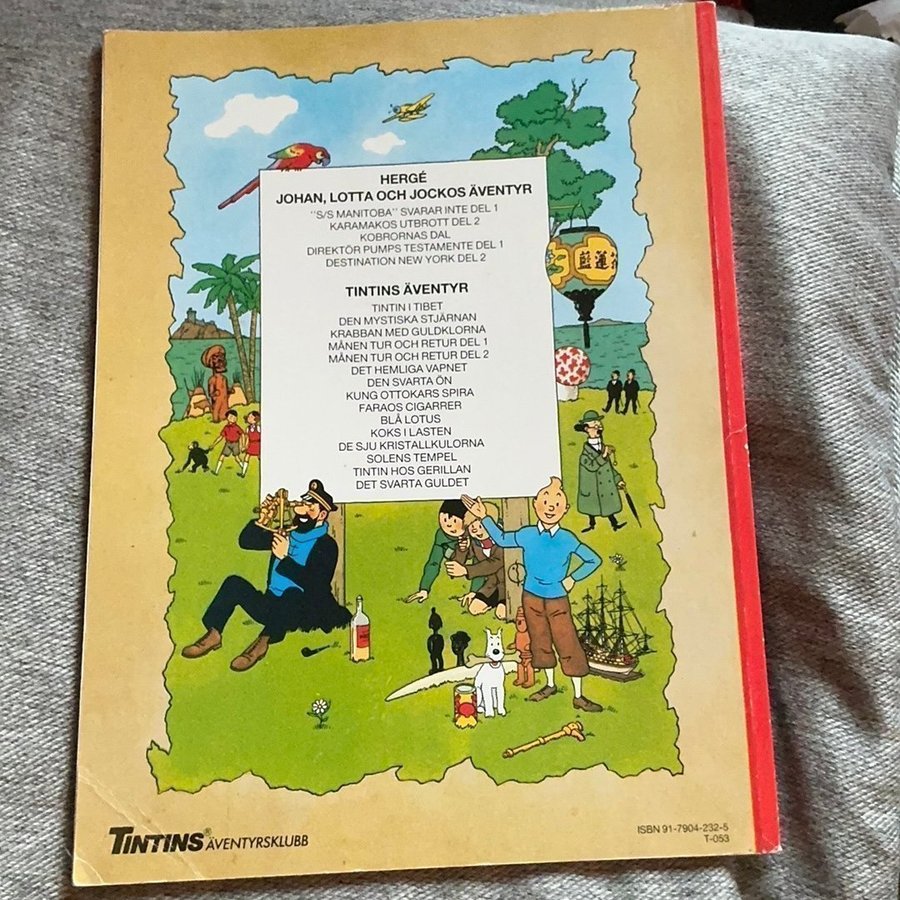 HERGÉ
JOHAN, LOTTA OCH JOCKOS ÄVENTYR
"S/S MANITOBA" SVARAR INTE DEL 1
KARAMAKOS UTBROTT DEL 2
KOBRORNAS DAL
DIREKTÖR PUMPS TESTAMENTE DEL 1
DESTINATION NEW YORK DEL 2
TINTINS ÄVENTYR
TINTIN I TIBET
DEN MYSTISKA STJÄRNAN
KRABBAN MED GULDKLORNA
MÅNEN TUR OCH RETUR DEL 1
MÅNEN TUR OCH RETUR DEL 2
DET HEMLIGA VAPNET
DEN SVARTA ÖN
KUNG OTTOKARS SPIRA
FARAOS CIGARRER
BLÅ LOTUS
KOKS I LASTEN
DE SJU KRISTALLKULORNA
SOLENS TEMPEL
TINTIN HOS GERILLAN
DET SVARTA GULDET
藍蓮
TINTINS® ÄVENTYRSKLUBB
ISBN 91-7904-232-5
T-053